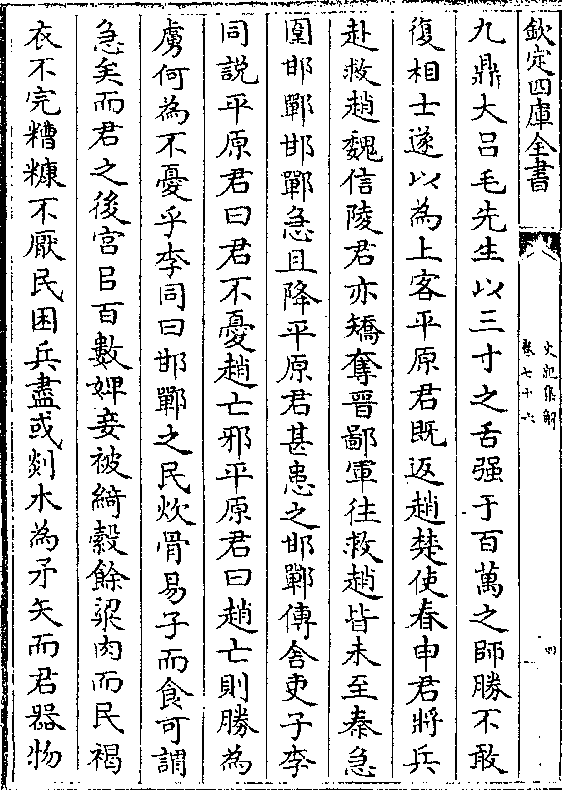 欽定四庫全書
史記集解
卷七十六
四
九鼎大呂毛先生以三寸之舌强于百萬之師勝不敢
復相士遂以為上客平原君既返趙楚使春申君將兵
赴救趙魏信陵君亦矯奪晉鄙軍往救趙皆未至秦急
圍邯鄲邯鄲急且降平原君甚患之邯鄲傳舍吏子李
同說平原君曰君不憂趙亡邪平原君曰趙亡則勝為
虜何為不憂乎李同曰邯鄲之民炊骨易子而食可謂
急矣而君之後宮㠯百數婢妾被綺縠餘粱肉而民褐
衣不完糟糠不厭民困兵盡或剡木為矛矢而君器物